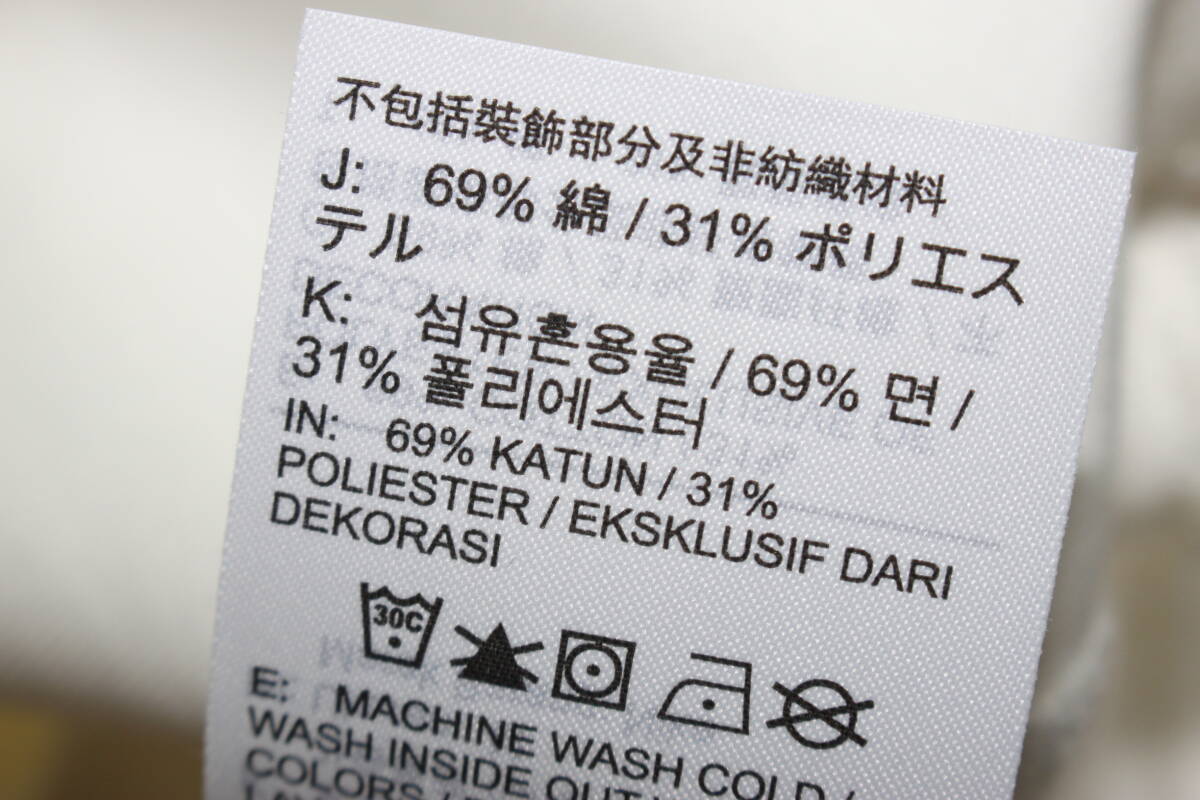 不包括裝飾部分及非紡織材料
J: 69% 綿 / 31% ポリエス
テル
K: 섬유혼용율 / 69% 면 /
31% 폴리에스터
IN: 69% KATUN / 31%
POLIESTER / EKSKLUSIF DARI
DEKORASI
30C
E: MACHINE WASH COLD /
WASH INSIDE OUT
COLORS /